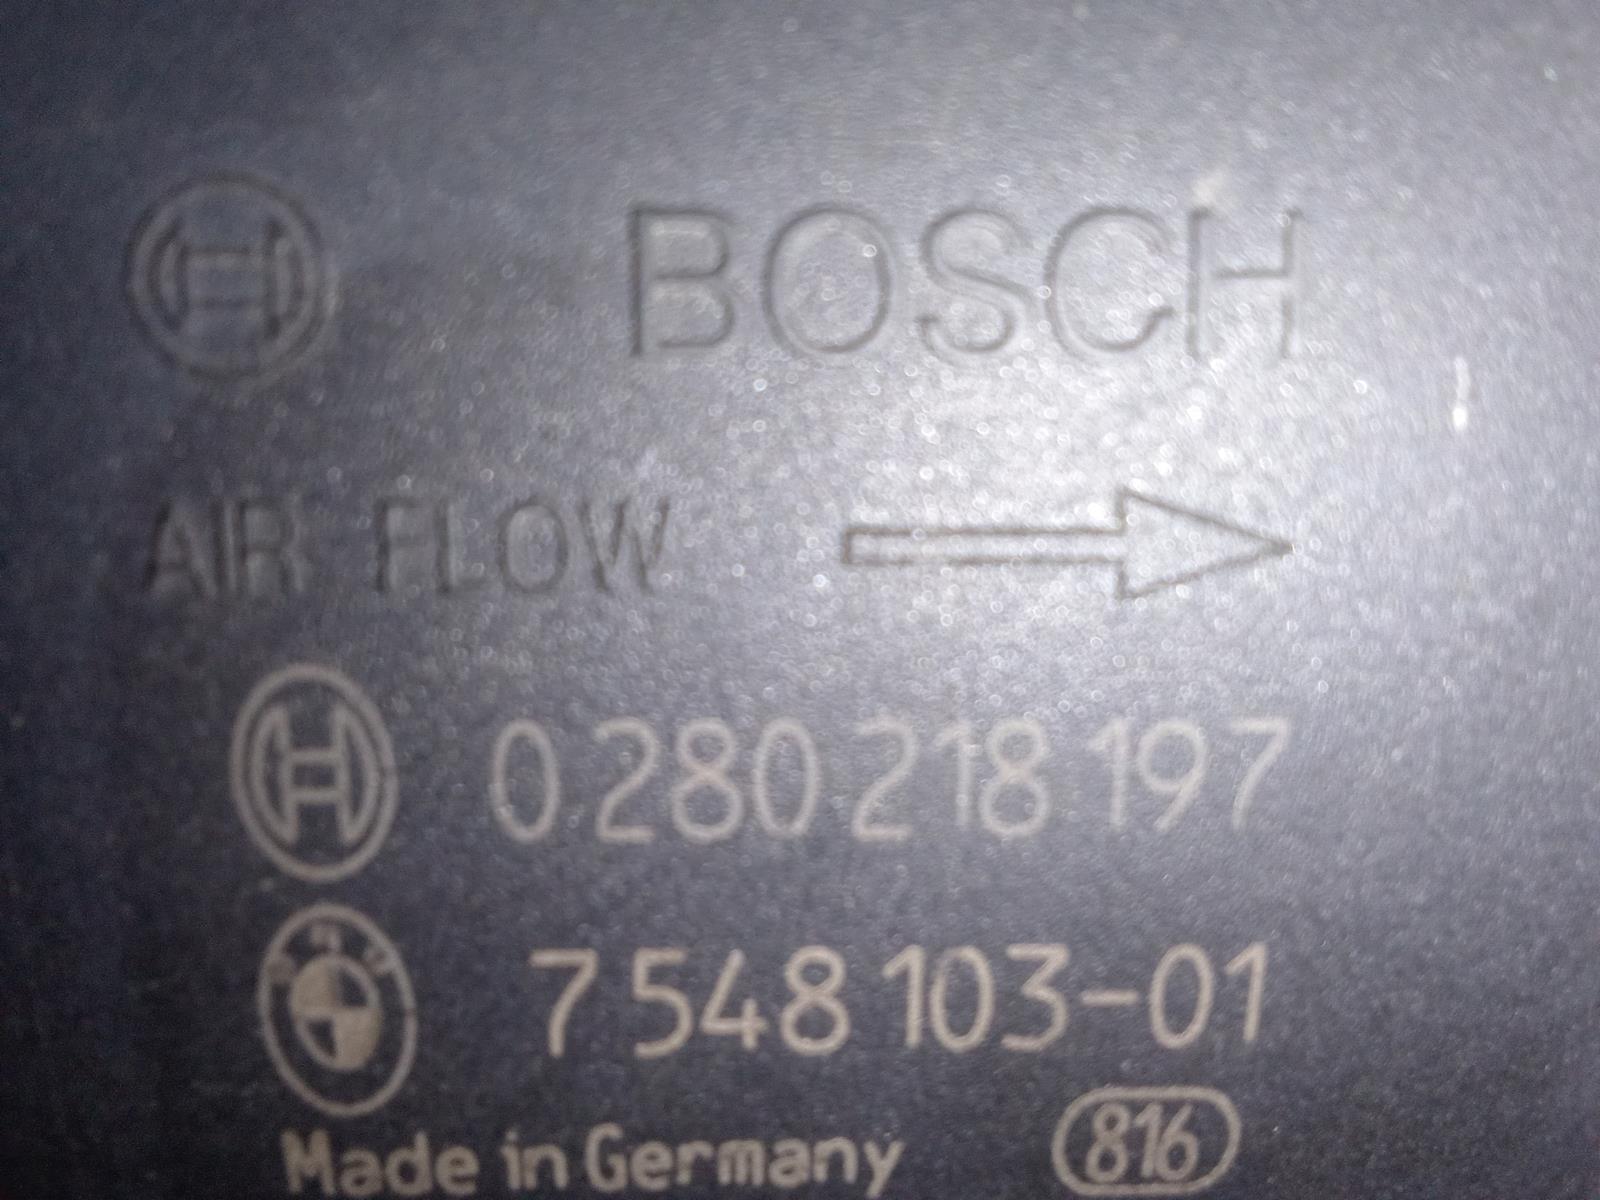 BOSCH
AIR FLOW
0 280 218 197
7 548 103-01
Made in Germany 816